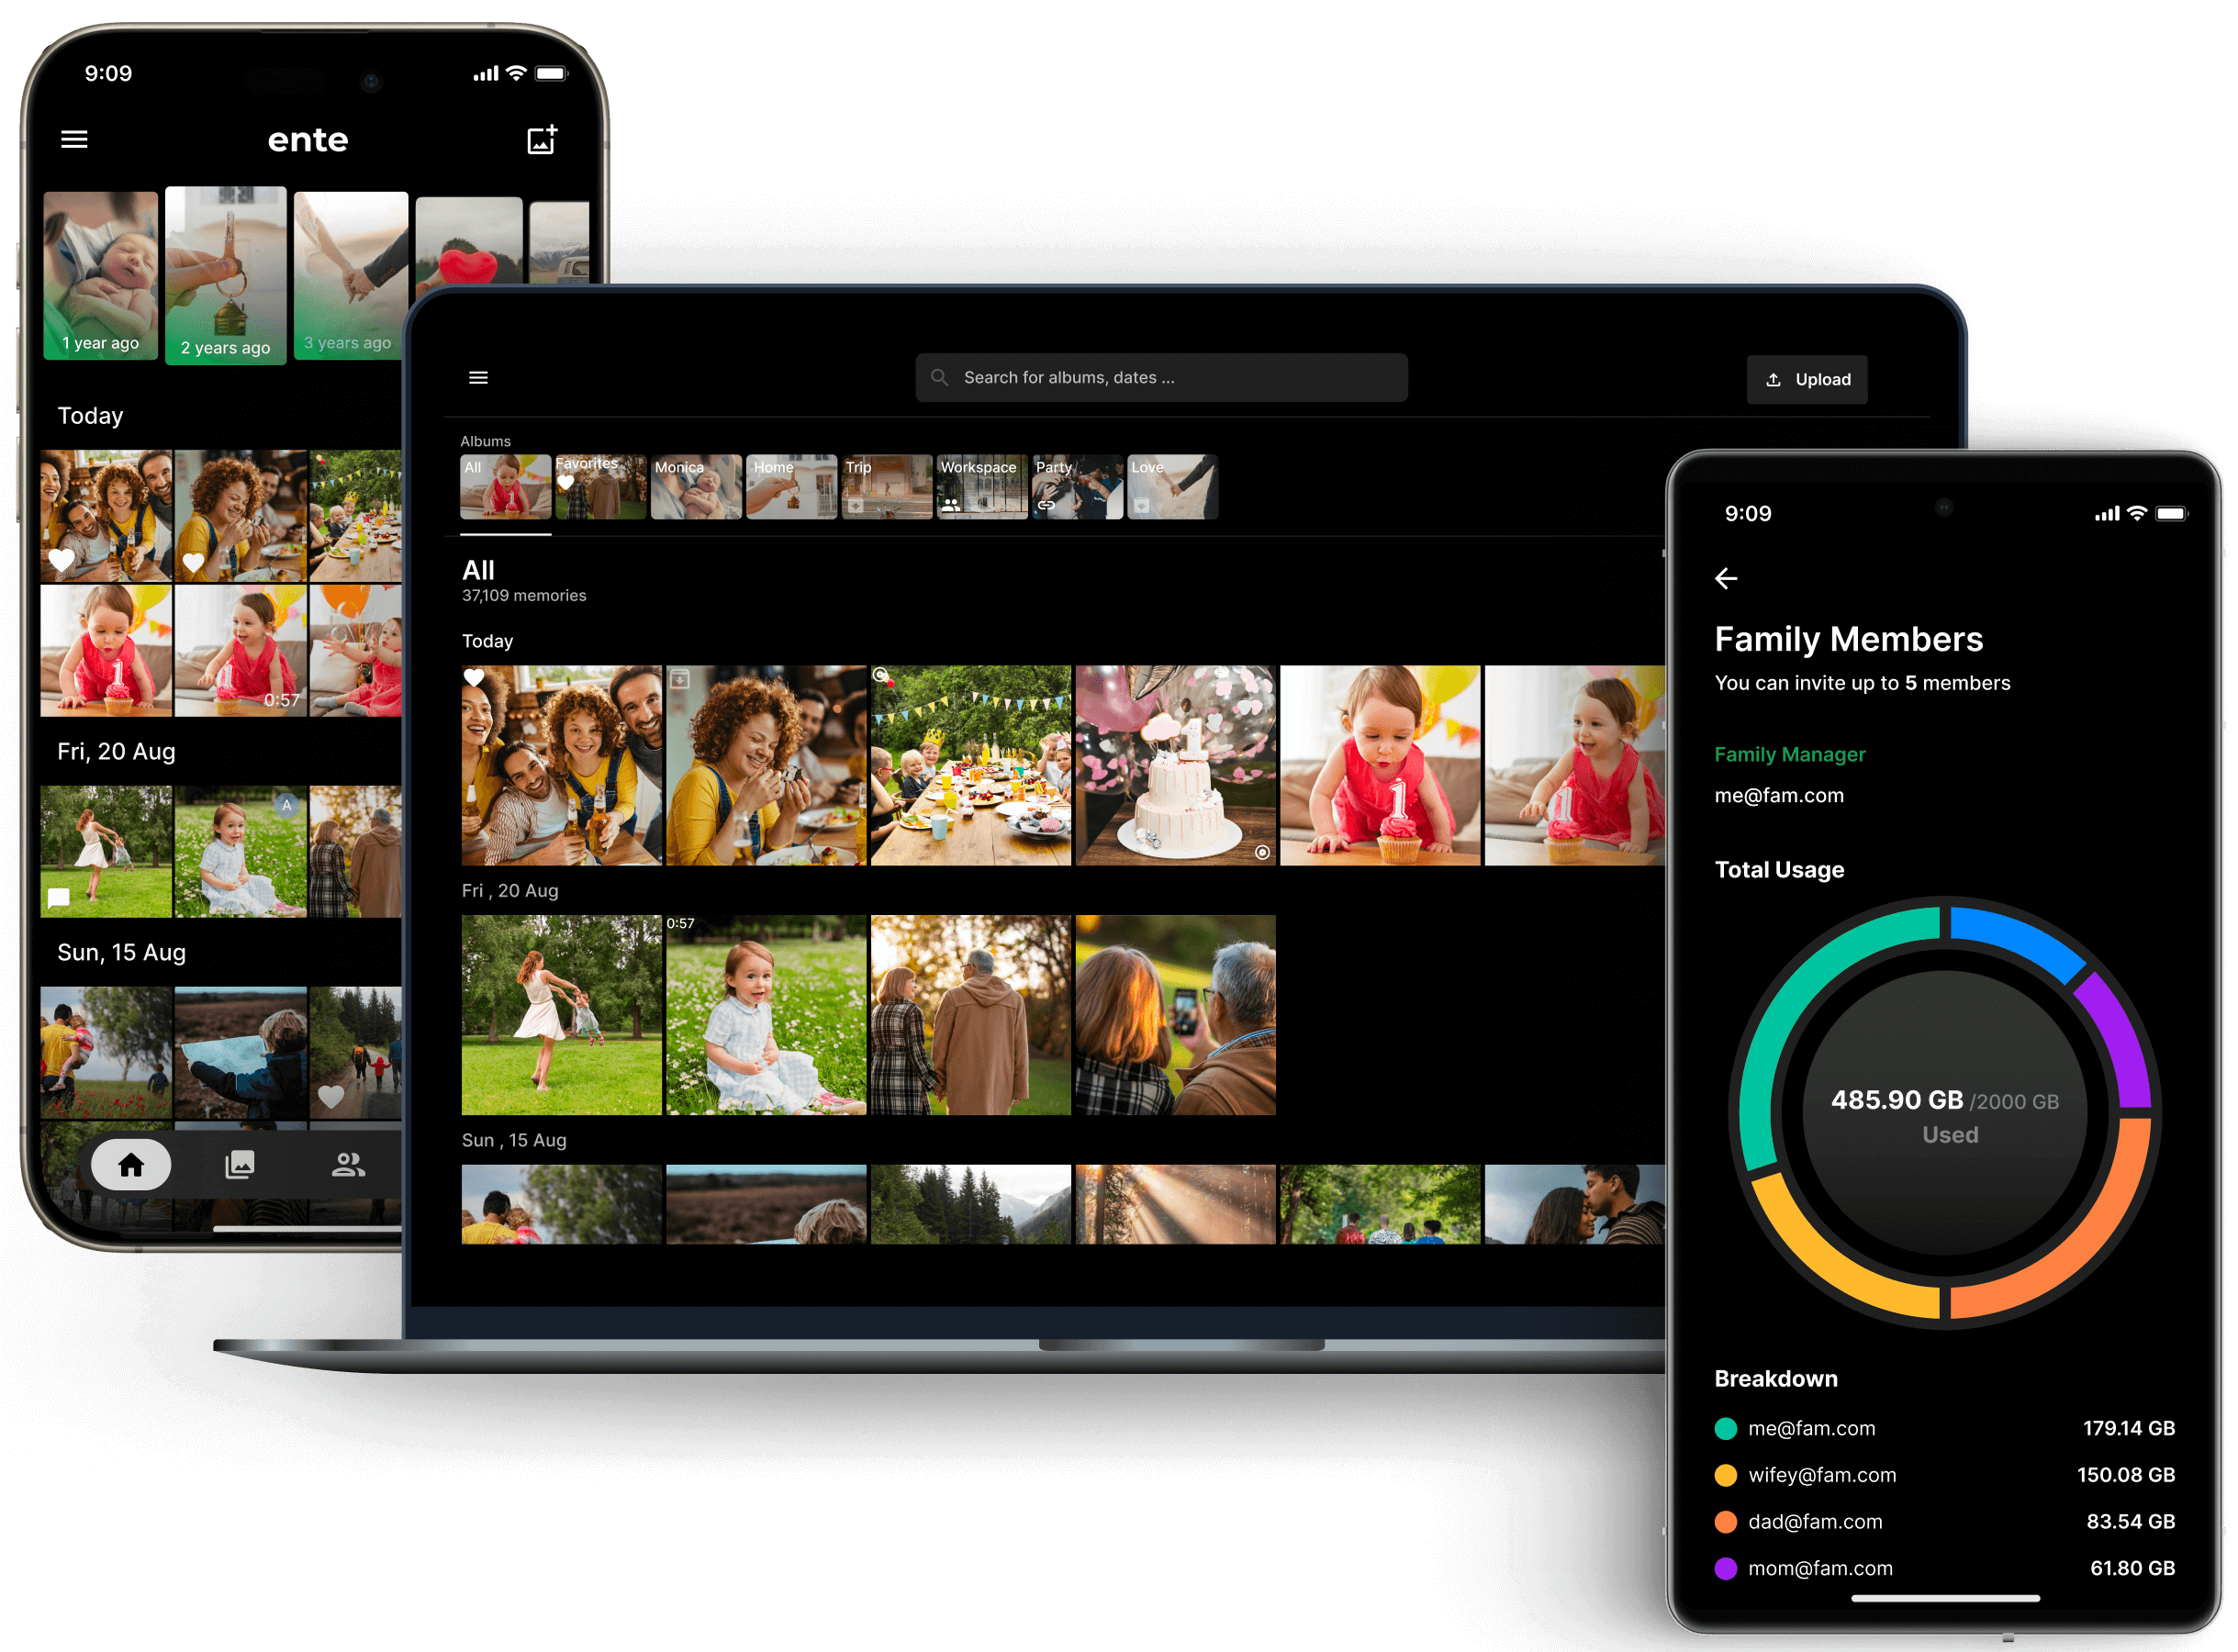 9:09
ente
1 year ago
2 years ago
3 years ago
Today
0:57
Fri, 20 Aug
A
Sun, 15 Aug
Search for albums, dates ...
Upload
Albums
All
Favorites
Monica
Home
Trip
Workspace
Party
Love
All
37,109 memories
Today
Fri , 20 Aug
0:57
Sun , 15 Aug
9:09
Family Members
You can invite up to 5 members
Family Manager
me@fam.com
Total Usage
485.90 GB /2000 GB
Used
Breakdown
me@fam.com 179.14 GB
wifey@fam.com 150.08 GB
dad@fam.com 83.54 GB
mom@fam.com 61.80 GB